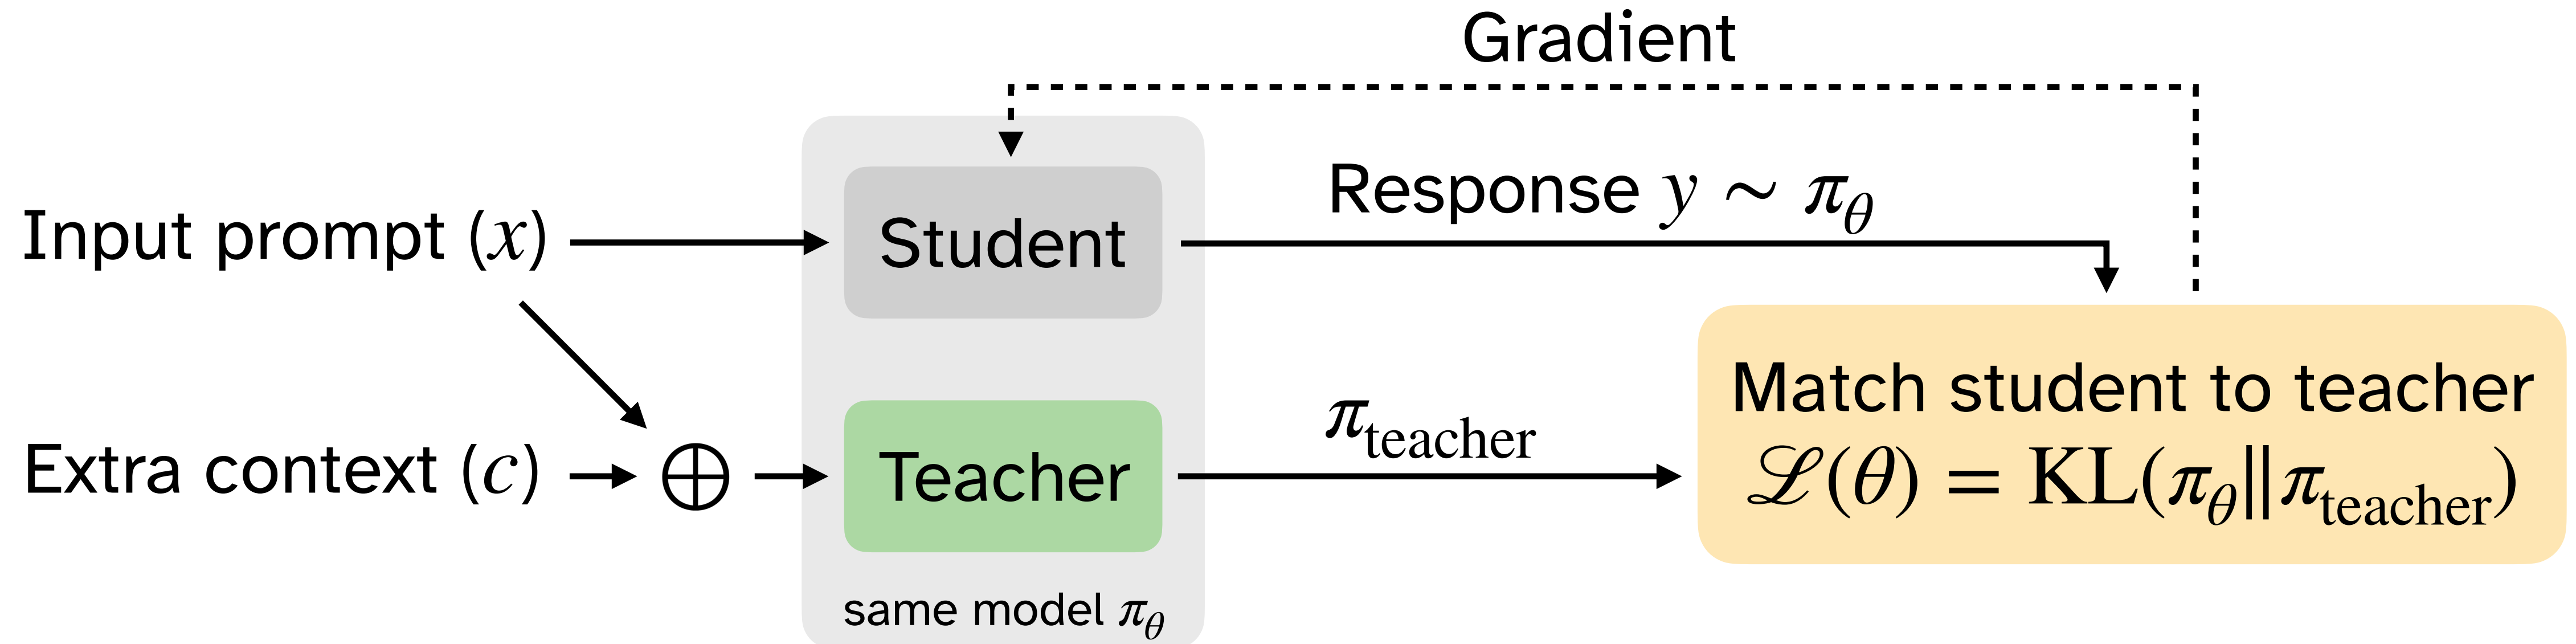 Gradient
Response y ∼ π_θ
Input prompt (x)
Student
Extra context (c)
⊕
Teacher
π_teacher
Match student to teacher
ℒ(θ) = KL(π_θ||π_teacher)
same model π_θ